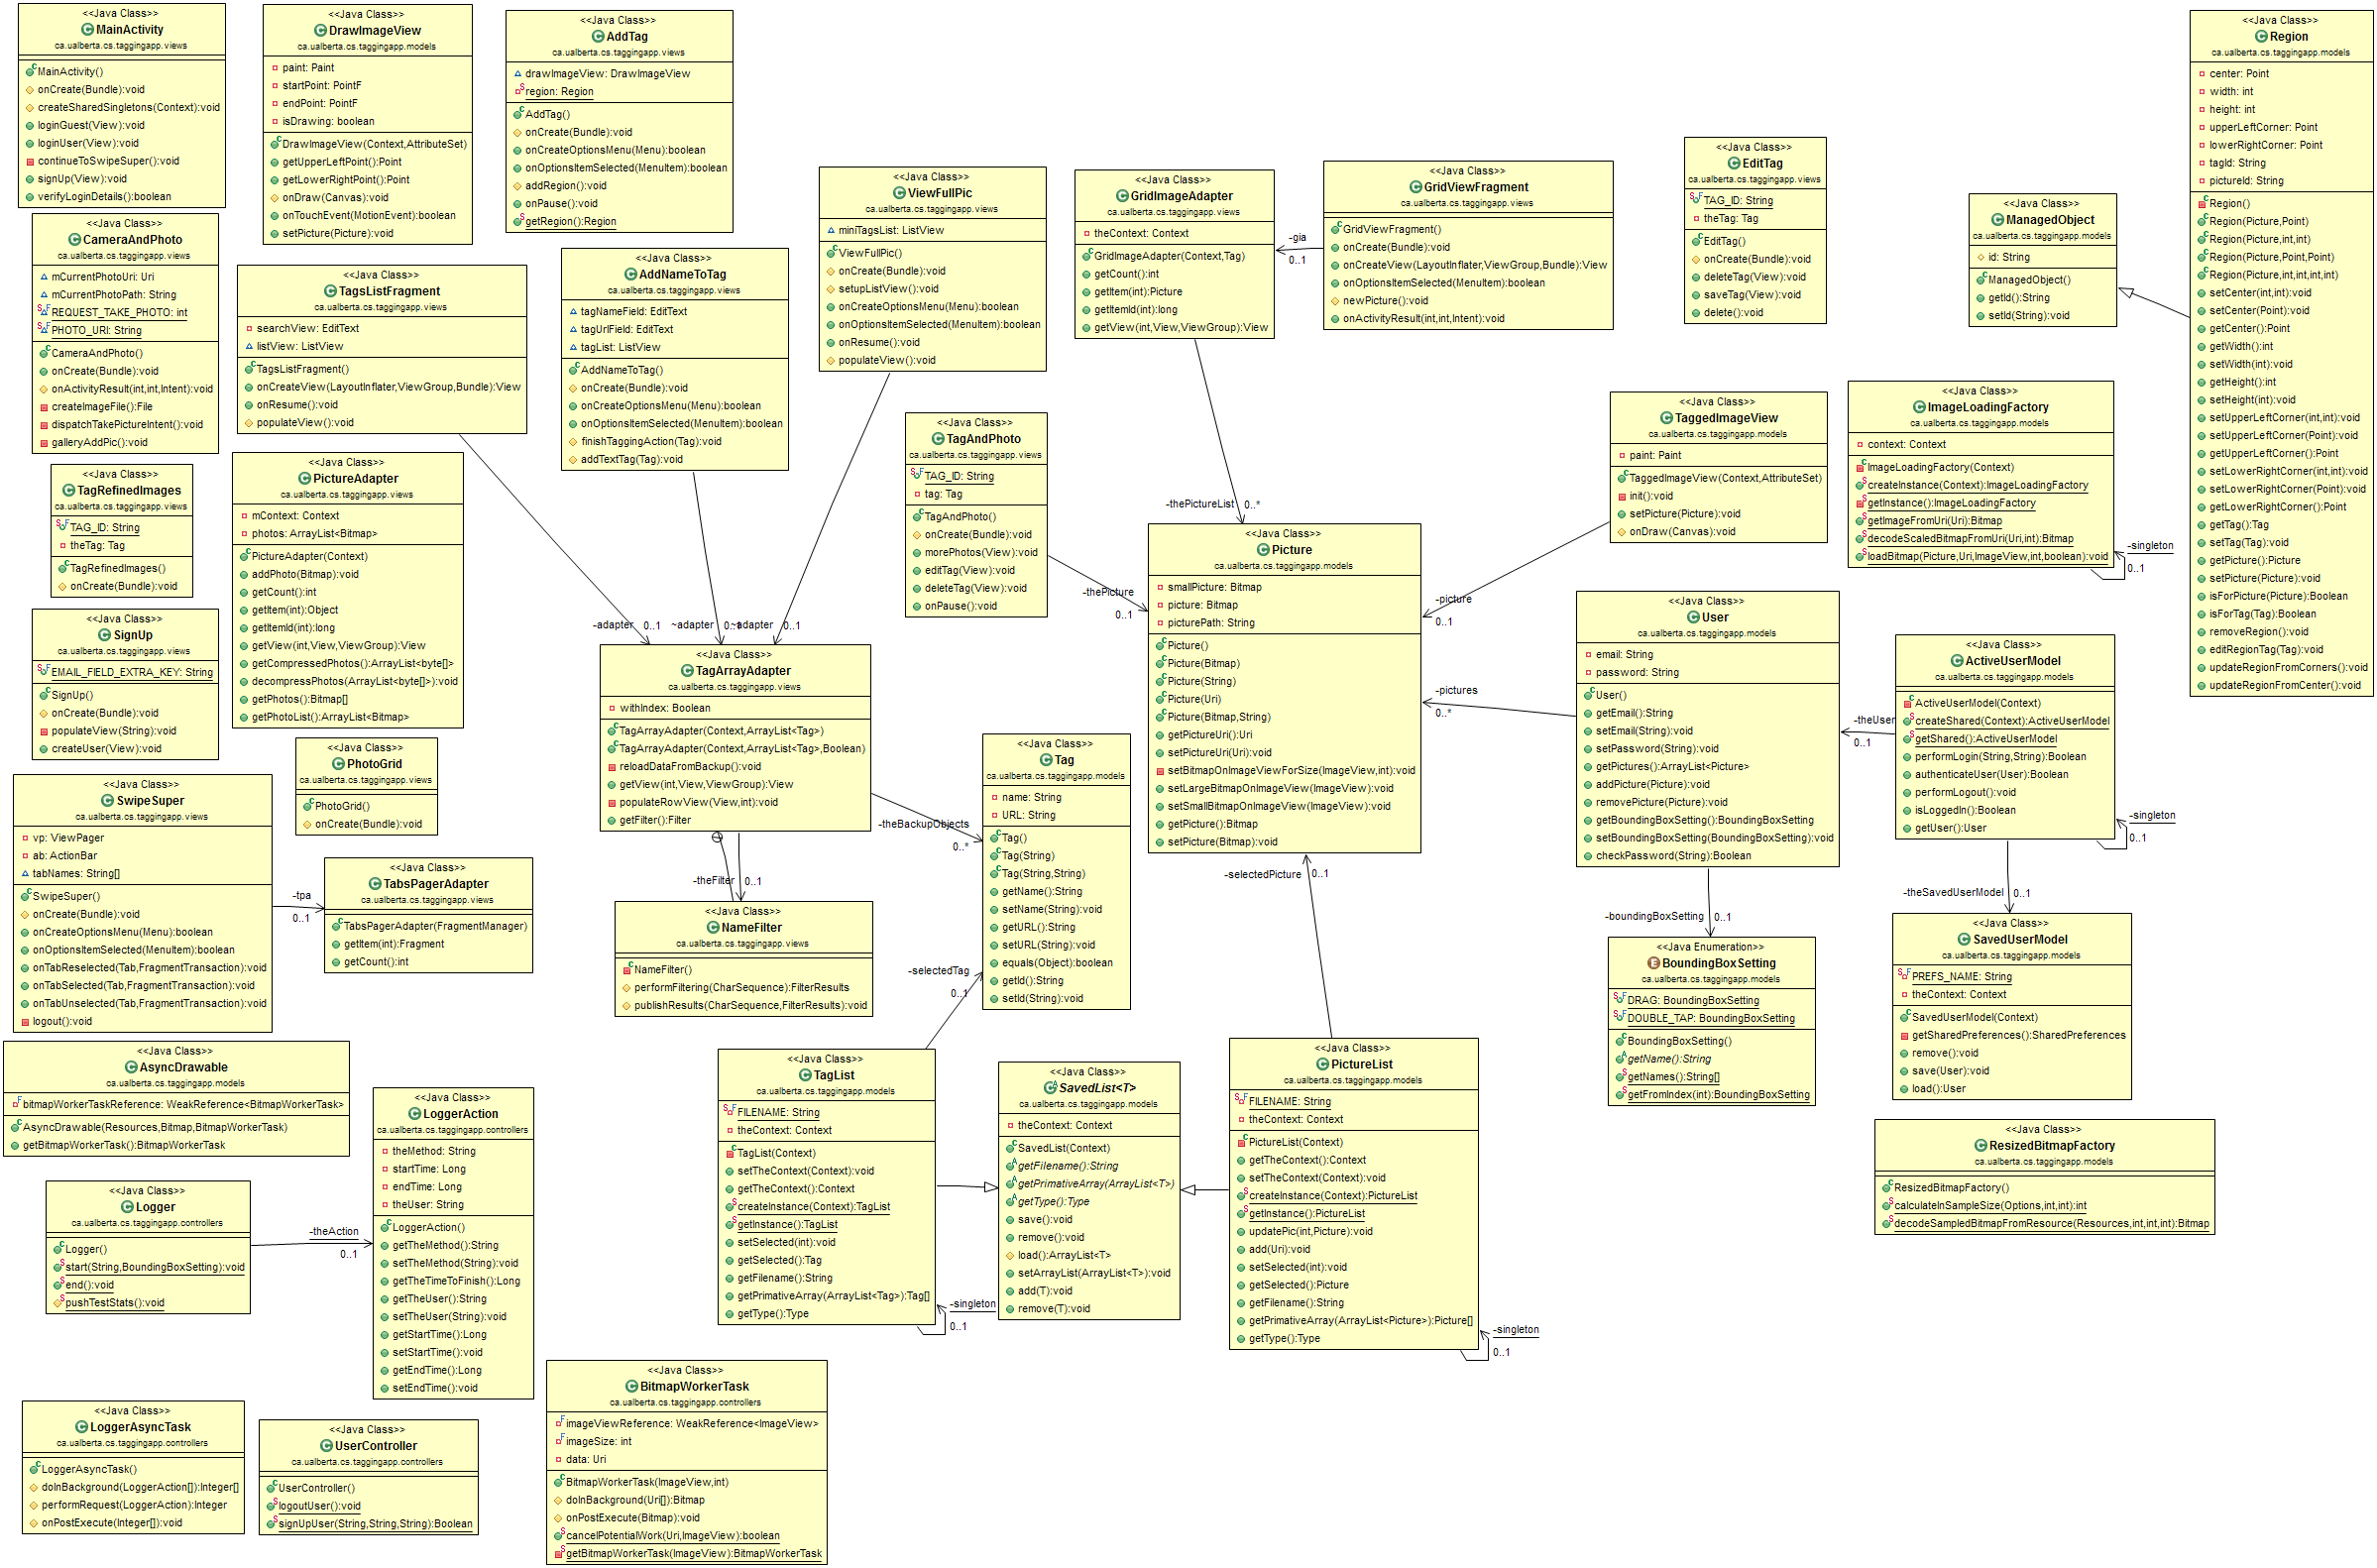 <<Java Class>>
MainActivity
ca.ualberta.cs.taggingapp.views
MainActivity()
onCreate(Bundle):void
createSharedSingletons(Context):void
loginGuest(View):void
loginUser(View):void
continueToSwipeSuper():void
signUp(View):void
verifyLoginDetails():boolean
<<Java Class>>
DrawImageView
ca.ualberta.cs.taggingapp.models
paint: Paint
startPoint: PointF
endPoint: PointF
isDrawing: boolean
DrawImageView(Context,AttributeSet)
getUpperLeftPoint():Point
getLowerRightPoint():Point
onDraw(Canvas):void
onTouchEvent(MotionEvent):boolean
setPicture(Picture):void
<<Java Class>>
AddTag
ca.ualberta.cs.taggingapp.views
drawImageView: DrawImageView
region: Region
AddTag()
onCreate(Bundle):void
onCreateOptionsMenu(Menu):boolean
onOptionsItemSelected(MenuItem):boolean
addRegion():void
onPause():void
getRegion():Region
<<Java Class>>
ViewFullPic
ca.ualberta.cs.taggingapp.views
miniTagsList: ListView
ViewFullPic()
onCreate(Bundle):void
setupListView():void
onCreateOptionsMenu(Menu):boolean
onOptionsItemSelected(MenuItem):boolean
onResume():void
populateView():void
<<Java Class>>
GridImageAdapter
ca.ualberta.cs.taggingapp.views
theContext: Context
GridImageAdapter(Context,Tag)
getCount():int
getItem(int):Picture
getItemId(int):long
getView(int,View,ViewGroup):View
-gia
0..1
<<Java Class>>
GridViewFragment
ca.ualberta.cs.taggingapp.views
GridViewFragment()
onCreate(Bundle):void
onCreateView(LayoutInflater,ViewGroup,Bundle):View
onOptionsItemSelected(MenuItem):boolean
newPicture():void
onActivityResult(int,int,Intent):void
<<Java Class>>
EditTag
ca.ualberta.cs.taggingapp.views
TAG_ID: String
theTag: Tag
EditTag()
onCreate(Bundle):void
deleteTag(View):void
saveTag(View):void
delete():void
<<Java Class>>
ManagedObject
ca.ualberta.cs.taggingapp.models
id: String
ManagedObject()
getId():String
setId(String):void
<<Java Class>>
Region
ca.ualberta.cs.taggingapp.models
center: Point
width: int
height: int
upperLeftCorner: Point
lowerRightCorner: Point
tagId: String
pictureId: String
Region()
Region(Picture,Point)
Region(Picture,int,int)
Region(Picture,Point,Point)
Region(Picture,int,int,int,int)
setCenter(int,int):void
setCenter(Point):void
getCenter():Point
getWidth():int
setWidth(int):void
getHeight():int
setHeight(int):void
setUpperLeftCorner(int,int):void
setUpperLeftCorner(Point):void
getUpperLeftCorner():Point
setLowerRightCorner(int,int):void
setLowerRightCorner(Point):void
getLowerRightCorner():Point
getTag():Tag
setTag(Tag):void
getPicture():Picture
setPicture(Picture):void
isForPicture(Picture):Boolean
isForTag(Tag):Boolean
removeRegion():void
editRegionTag(Tag):void
updateRegionFromCorners():void
updateRegionFromCenter():void
<<Java Class>>
CameraAndPhoto
ca.ualberta.cs.taggingapp.views
mCurrentPhotoUri: Uri
mCurrentPhotoPath: String
REQUEST_TAKE_PHOTO: int
PHOTO_URI: String
CameraAndPhoto()
onCreate(Bundle):void
onActivityResult(int,int,Intent):void
createImageFile():File
dispatchTakePictureIntent():void
galleryAddPic():void
<<Java Class>>
TagsListFragment
ca.ualberta.cs.taggingapp.views
searchView: EditText
listView: ListView
TagsListFragment()
onCreateView(LayoutInflater,ViewGroup,Bundle):View
onResume():void
populateView():void
<<Java Class>>
AddNameToTag
ca.ualberta.cs.taggingapp.views
tagNameField: EditText
tagUrlField: EditText
tagList: ListView
AddNameToTag()
onCreate(Bundle):void
onCreateOptionsMenu(Menu):boolean
onOptionsItemSelected(MenuItem):boolean
finishTaggingAction(Tag):void
addTextTag(Tag):void
<<Java Class>>
TagAndPhoto
ca.ualberta.cs.taggingapp.views
TAG_ID: String
tag: Tag
TagAndPhoto()
onCreate(Bundle):void
morePhotos(View):void
editTag(View):void
deleteTag(View):void
onPause():void
-thePicture
0..1
-thePictureList
0..*
<<Java Class>>
TaggedImageView
ca.ualberta.cs.taggingapp.models
paint: Paint
TaggedImageView(Context,AttributeSet)
init():void
setPicture(Picture):void
onDraw(Canvas):void
-picture
0..1
<<Java Class>>
ImageLoadingFactory
ca.ualberta.cs.taggingapp.models
context: Context
ImageLoadingFactory(Context)
createInstance(Context):ImageLoadingFactory
getInstance():ImageLoadingFactory
getImageFromUri(Uri):Bitmap
decodeScaledBitmapFromUri(Uri,int):Bitmap
loadBitmap(Picture,Uri,ImageView,int,boolean):void
-singleton
0..1
<<Java Class>>
TagRefinedImages
ca.ualberta.cs.taggingapp.views
TAG_ID: String
theTag: Tag
TagRefinedImages()
onCreate(Bundle):void
<<Java Class>>
PictureAdapter
ca.ualberta.cs.taggingapp.views
mContext: Context
photos: ArrayList<Bitmap>
PictureAdapter(Context)
addPhoto(Bitmap):void
getCount():int
getItem(int):Object
getItemId(int):long
getView(int,View,ViewGroup):View
getCompressedPhotos():ArrayList<byte[]>
decompressPhotos(ArrayList<byte[]>):void
getPhotos():Bitmap[]
getPhotoList():ArrayList<Bitmap>
<<Java Class>>
SignUp
ca.ualberta.cs.taggingapp.views
EMAIL_FIELD_EXTRA_KEY: String
SignUp()
onCreate(Bundle):void
populateView(String):void
createUser(View):void
-adapter
0..1
~adapter
0..1
~adapter
0..1
<<Java Class>>
TagArrayAdapter
ca.ualberta.cs.taggingapp.views
withIndex: Boolean
TagArrayAdapter(Context,ArrayList<Tag>)
TagArrayAdapter(Context,ArrayList<Tag>,Boolean)
reloadDataFromBackup():void
getView(int,View,ViewGroup):View
populateRowView(View,int):void
getFilter():Filter
-theBackupObjects
0..*
-theFilter
0..1
<<Java Class>>
Picture
ca.ualberta.cs.taggingapp.models
smallPicture: Bitmap
picture: Bitmap
picturePath: String
Picture()
Picture(Bitmap)
Picture(String)
Picture(Uri)
Picture(Bitmap,String)
getPictureUri():Uri
setPictureUri(Uri):void
setBitmapOnImageViewForSize(ImageView,int):void
setLargeBitmapOnImageView(ImageView):void
setSmallBitmapOnImageView(ImageView):void
getPicture():Bitmap
setPicture(Bitmap):void
-pictures
0..*
<<Java Class>>
User
ca.ualberta.cs.taggingapp.models
email: String
password: String
User()
getEmail():String
setEmail(String):void
setPassword(String):void
getPictures():ArrayList<Picture>
addPicture(Picture):void
removePicture(Picture):void
getBoundingBoxSetting():BoundingBoxSetting
setBoundingBoxSetting(BoundingBoxSetting):void
checkPassword(String):Boolean
-theUser
0..1
<<Java Class>>
ActiveUserModel
ca.ualberta.cs.taggingapp.models
ActiveUserModel(Context)
createShared(Context):ActiveUserModel
getShared():ActiveUserModel
performLogin(String,String):Boolean
authenticateUser(User):Boolean
performLogout():void
isLoggedIn():Boolean
getUser():User
-singleton
0..1
<<Java Class>>
PhotoGrid
ca.ualberta.cs.taggingapp.views
PhotoGrid()
onCreate(Bundle):void
<<Java Class>>
SwipeSuper
ca.ualberta.cs.taggingapp.views
vp: ViewPager
ab: ActionBar
tabNames: String[]
SwipeSuper()
onCreate(Bundle):void
onCreateOptionsMenu(Menu):boolean
onOptionsItemSelected(MenuItem):boolean
onTabReselected(Tab,FragmentTransaction):void
onTabSelected(Tab,FragmentTransaction):void
onTabUnselected(Tab,FragmentTransaction):void
logout():void
-tpa
0..1
<<Java Class>>
TabsPagerAdapter
ca.ualberta.cs.taggingapp.views
TabsPagerAdapter(FragmentManager)
getItem(int):Fragment
getCount():int
<<Java Class>>
NameFilter
ca.ualberta.cs.taggingapp.views
NameFilter()
performFiltering(CharSequence):FilterResults
publishResults(CharSequence,FilterResults):void
<<Java Class>>
Tag
ca.ualberta.cs.taggingapp.models
name: String
URL: String
Tag()
Tag(String)
Tag(String,String)
getName():String
setName(String):void
getURL():String
setURL(String):void
equals(Object):boolean
getId():String
setId(String):void
-selectedTag
0..1
-selectedPicture
0..1
-boundingBoxSetting
0..1
<<Java Enumeration>>
BoundingBoxSetting
ca.ualberta.cs.taggingapp.models
DRAG: BoundingBoxSetting
DOUBLE_TAP: BoundingBoxSetting
BoundingBoxSetting()
getName():String
getNames():String[]
getFromIndex(int):BoundingBoxSetting
-theSavedUserModel
0..1
<<Java Class>>
SavedUserModel
ca.ualberta.cs.taggingapp.models
PREFS_NAME: String
theContext: Context
SavedUserModel(Context)
getSharedPreferences():SharedPreferences
remove():void
save(User):void
load():User
<<Java Class>>
AsyncDrawable
ca.ualberta.cs.taggingapp.models
bitmapWorkerTaskReference: WeakReference<BitmapWorkerTask>
AsyncDrawable(Resources,Bitmap,BitmapWorkerTask)
getBitmapWorkerTask():BitmapWorkerTask
<<Java Class>>
LoggerAction
ca.ualberta.cs.taggingapp.controllers
theMethod: String
startTime: Long
endTime: Long
theUser: String
LoggerAction()
getTheMethod():String
setTheMethod(String):void
getTheTimeToFinish():Long
getTheUser():String
setTheUser(String):void
getStartTime():Long
setStartTime():void
getEndTime():Long
setEndTime():void
<<Java Class>>
Logger
ca.ualberta.cs.taggingapp.controllers
Logger()
start(String,BoundingBoxSetting):void
end():void
pushTestStats():void
-theAction
0..1
<<Java Class>>
TagList
ca.ualberta.cs.taggingapp.models
FILENAME: String
theContext: Context
TagList(Context)
setTheContext(Context):void
getTheContext():Context
createInstance(Context):TagList
getInstance():TagList
setSelected(int):void
getSelected():Tag
getFilename():String
getPrimativeArray(ArrayList<Tag>):Tag[]
getType():Type
-singleton
0..1
<<Java Class>>
SavedList<T>
ca.ualberta.cs.taggingapp.models
theContext: Context
SavedList(Context)
getFilename():String
getPrimativeArray(ArrayList<T>)
getType():Type
save():void
remove():void
load():ArrayList<T>
setArrayList(ArrayList<T>):void
add(T):void
remove(T):void
<<Java Class>>
PictureList
ca.ualberta.cs.taggingapp.models
FILENAME: String
theContext: Context
PictureList(Context)
getTheContext():Context
setTheContext(Context):void
createInstance(Context):PictureList
getInstance():PictureList
updatePic(int,Picture):void
add(Uri):void
setSelected(int):void
getSelected():Picture
getFilename():String
getPrimativeArray(ArrayList<Picture>):Picture[]
getType():Type
-singleton
0..1
<<Java Class>>
ResizedBitmapFactory
ca.ualberta.cs.taggingapp.models
ResizedBitmapFactory()
calculateInSampleSize(Options,int,int):int
decodeSampledBitmapFromResource(Resources,int,int,int):Bitmap
<<Java Class>>
LoggerAsyncTask
ca.ualberta.cs.taggingapp.controllers
LoggerAsyncTask()
doInBackground(LoggerAction[]):Integer[]
performRequest(LoggerAction):Integer
onPostExecute(Integer[]):void
<<Java Class>>
UserController
ca.ualberta.cs.taggingapp.controllers
UserController()
logoutUser():void
signUpUser(String,String,String):Boolean
<<Java Class>>
BitmapWorkerTask
ca.ualberta.cs.taggingapp.controllers
imageViewReference: WeakReference<ImageView>
imageSize: int
data: Uri
BitmapWorkerTask(ImageView,int)
doInBackground(Uri[]):Bitmap
onPostExecute(Bitmap):void
cancelPotentialWork(Uri,ImageView):boolean
getBitmapWorkerTask(ImageView):BitmapWorkerTask